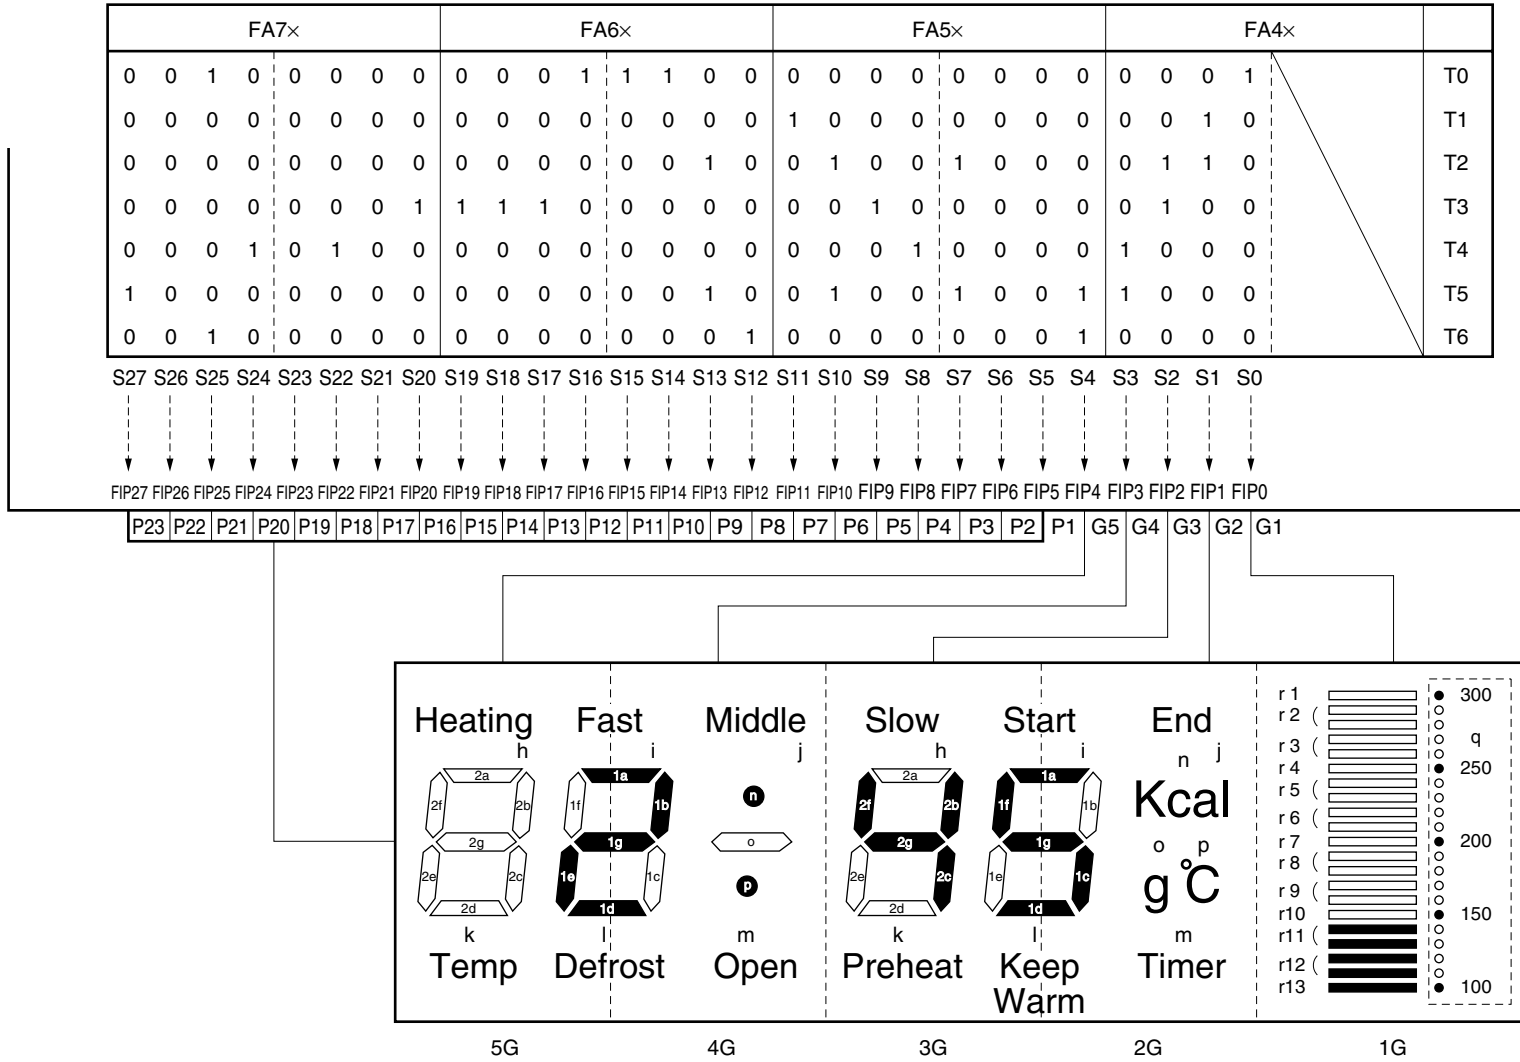 FA7× FA6× FA5× FA4×
0 0 1 0 0 0 0 0 0 0 0 1 1 1 0 0 0 0 0 0 0 0 0 0 0 0 0 1 T0
0 0 0 0 0 0 0 0 0 0 0 0 0 0 0 0 1 0 0 0 0 0 0 0 0 0 1 0 T1
0 0 0 0 0 0 0 0 0 0 0 0 0 0 1 0 0 1 0 0 1 0 0 0 0 1 1 0 T2
0 0 0 0 0 0 0 1 1 1 1 0 0 0 0 0 0 0 1 0 0 0 0 0 0 1 0 0 T3
0 0 0 1 0 1 0 0 0 0 0 0 0 0 0 0 0 0 0 1 0 0 0 0 1 0 0 0 T4
1 0 0 0 0 0 0 0 0 0 0 0 0 0 1 0 0 1 0 0 1 0 0 1 1 0 0 0 T5
0 0 1 0 0 0 0 0 0 0 0 0 0 0 0 1 0 0 0 0 0 0 0 1 0 0 0 0 T6
S27 S26 S25 S24 S23 S22 S21 S20 S19 S18 S17 S16 S15 S14 S13 S12 S11 S10 S9 S8 S7 S6 S5 S4 S3 S2 S1 S0
FIP27 FIP26 FIP25 FIP24 FIP23 FIP22 FIP21 FIP20 FIP19 FIP18 FIP17 FIP16 FIP15 FIP14 FIP13 FIP12 FIP11 FIP10 FIP9 FIP8 FIP7 FIP6 FIP5 FIP4 FIP3 FIP2 FIP1 FIP0
P23 P22 P21 P20 P19 P18 P17 P16 P15 P14 P13 P12 P11 P10 P9 P8 P7 P6 P5 P4 P3 P2 P1 G5 G4 G3 G2 G1
Heating Fast Middle Slow Start End
h i j h i n j
2a 1a 2a 1a
2f 2b 1f 1b n 2f 2b 1f 1b Kcal
2g 1g o 2g 1g o p
2e 2c 1e 1c p 2e 2c 1e 1c g °C
2d 1d 2d 1d
k l m k l m
Temp Defrost Open Preheat Keep Warm Timer
r 1 300
r 2 (
r 3 ( q
r 4 250
r 5 (
r 6 (
r 7 200
r 8 (
r 9 (
r10 150
r11 (
r12 (
r13 100
5G 4G 3G 2G 1G